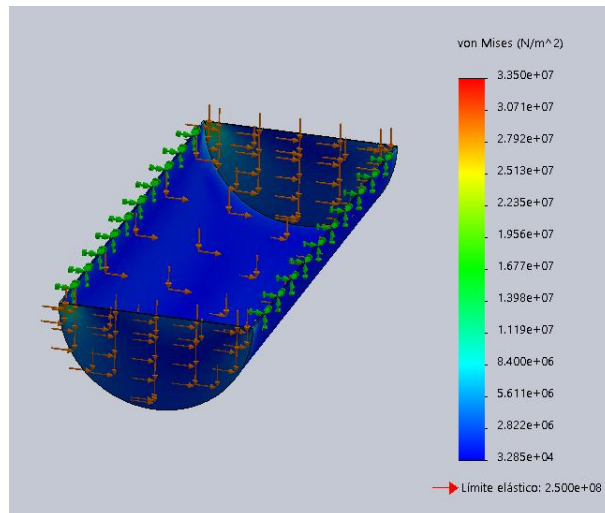 von Mises (N/m^2)
3.350e+07
3.071e+07
2.792e+07
2.513e+07
2.235e+07
1.956e+07
1.677e+07
1.398e+07
1.119e+07
8.400e+06
5.611e+06
2.822e+06
3.285e+04
Límite elástico: 2.500e+08